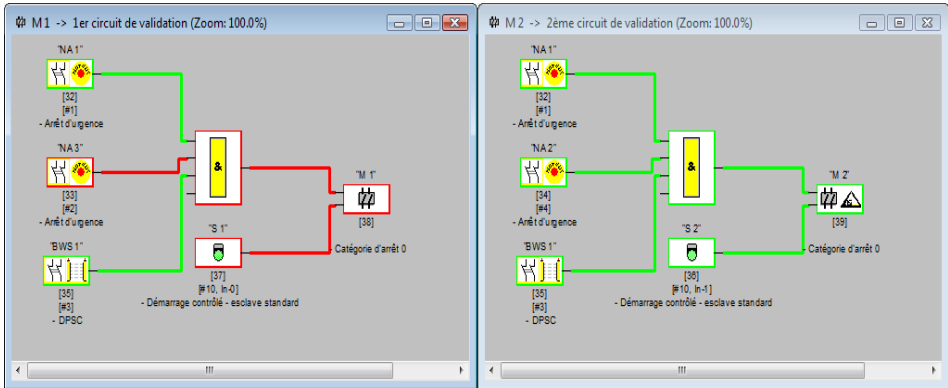 M 1 -> 1er circuit de validation (Zoom: 100.0%)
"NA 1"
[32]
[#1]
- Arrêt d'urgence
"NA 3"
[33]
[#2]
- Arrêt d'urgence
"BWS 1"
[35]
[#3]
- DPSC
&
"S 1"
[37]
[#10, In-0]
- Démarrage contrôlé - esclave standard
"M 1"
[38]
- Catégorie d'arrêt 0
M 2 -> 2ème circuit de validation (Zoom: 100.0%)
"NA 1"
[32]
[#1]
- Arrêt d'urgence
"NA 2"
[34]
[#4]
- Arrêt d'urgence
"BWS 1"
[35]
[#3]
- DPSC
&
"S 2"
[36]
[#10, In-1]
- Démarrage contrôlé - esclave standard
"M 2"
[39]
- Catégorie d'arrêt 0